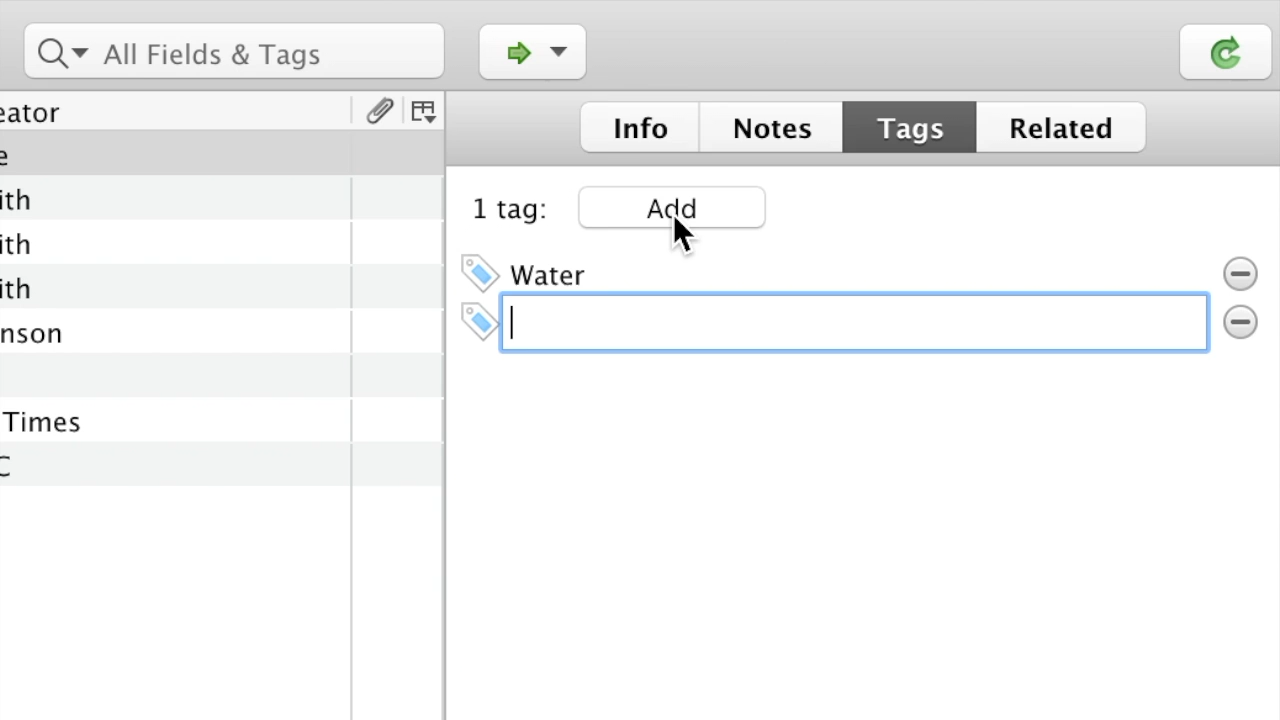 All Fields & Tags
eator
e
ith
ith
ith
nson
Times
C
Info
Notes
Tags
Related
1 tag:
Add
Water